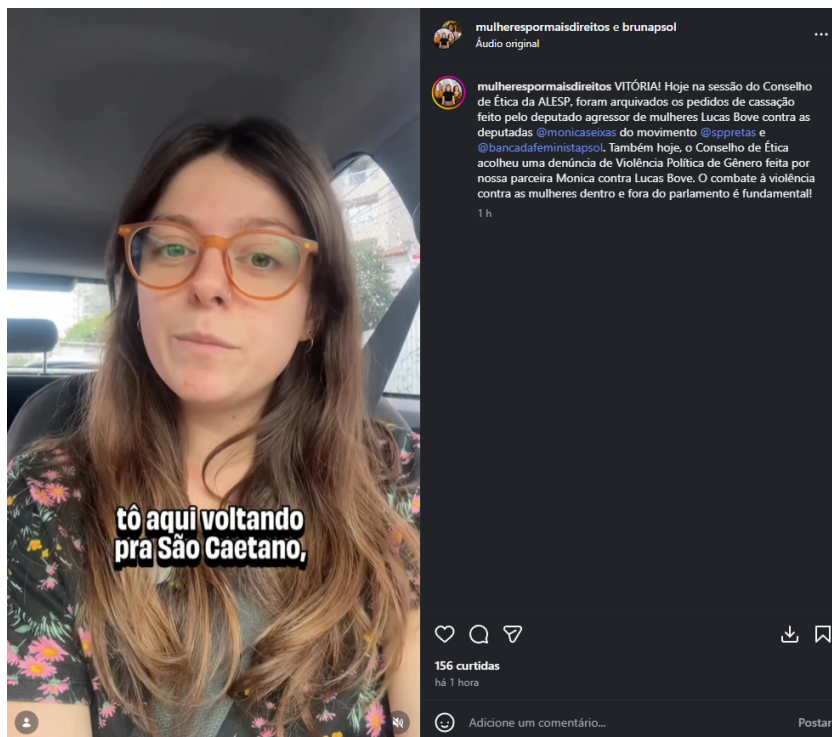 mulherespormaisdireitos e brunapsol
Áudio original
mulherespormaisdireitos VITÓRIA! Hoje na sessão do Conselho
de Ética da ALESP, foram arquivados os pedidos de cassação
feito pelo deputado agressor de mulheres Lucas Bove contra as
deputadas @monicaseixas do movimento @sppretas e
@bancadafeministapsol. Também hoje, o Conselho de Ética
acolheu uma denúncia de Violência Política de Gênero feita por
nossa parceira Monica contra Lucas Bove. O combate à violência
contra as mulheres dentro e fora do parlamento é fundamental!
1 h
tô aqui voltando
pra São Caetano,
156 curtidas
há 1 hora
Adicione um comentário...
Postar